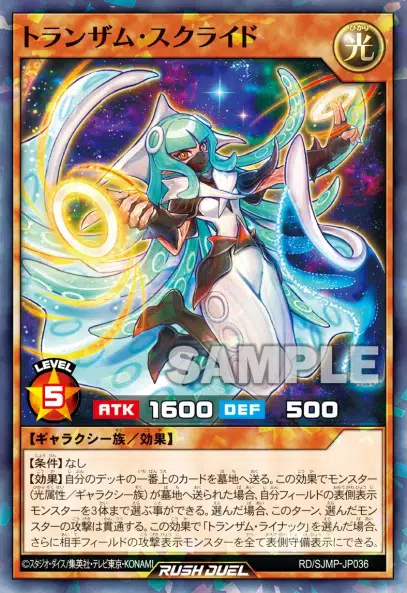 トランザム・スクライド
光
ひかり
SAMPLE
LEVEL
5
ATK 1600 DEF 500
【ギャラクシー族/効果】
【条件】なし
【効果】自分のデッキの一番上のカードを墓地へ送る。この効果でモンスター
(光属性/ギャラクシー族)が墓地へ送られた場合、自分フィールドの表側表示
モンスターを3体まで選ぶ事ができる。選んだ場合、このターン、選んだモン
スターの攻撃は貫通する。この効果で「トランザム・ライナック」を選んだ場合、
さらに相手フィールドの攻撃表示モンスターを全て表側守備表示にできる。
©スタジオ・ダイス/集英社・テレビ東京・KONAMI
RUSH DUEL
RD/SJMP-JP036